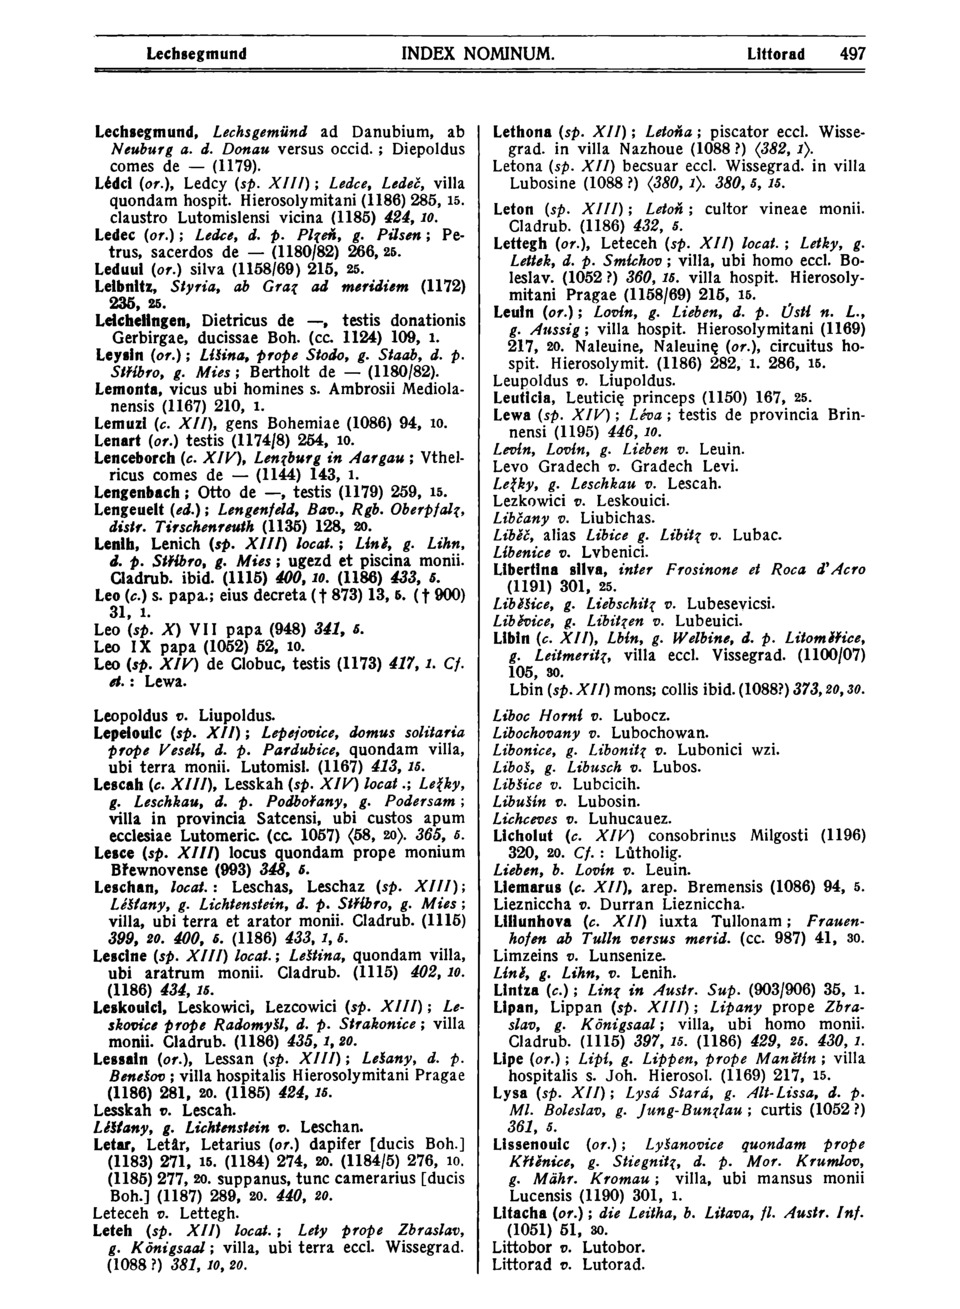 Lechsegmund INDEX NOMINUM. Littorad 497
Lechsegmund, Lechsgemünd ad Danubium, ab
Neuburg a. d. Donau versus occid. ; Diepoldus
comes de — (1179).
Lédci (or.), Ledcy (sp. XIII) ; Ledce, Ledeč, villa
quondam hospit. Hierosolymitani (1186) 285, 15.
claustro Lutomislensi vicina (1185) 424, 10.
Ledec (or.) ; Ledce, d. p. Plzeň, g. Pilsen ; Pe-
trus, sacerdos de — (1180/82) 266, 25.
Leduul (or.) silva (1158/69) 215, 25.
Leibnitz, Styria, ab Graz ad meridiem (1172)
235, 25.
Leichelingen, Dietricus de —, testis donationis
Gerbirgae, ducissae Boh. (cc. 1124) 109, 1.
Leysin (or.) ; Lišina, prope Stodo, g. Staab, d. p.
Stříbro, g. Mies ; Bertholt de — (1180/82).
Lemonta, vicus ubi homines s. Ambrosii Mediola-
nensis (1167) 210, 1.
Lemuzi (c. XII), gens Bohemiae (1086) 94, 10.
Lenart (or.) testis (1174/8) 254, 10.
Lenceborch (c. XIV), Lenzburg in Aargau ; Vthel-
ricus comes de — (1144) 143, 1.
Lengenbach ; Otto de —, testis (1179) 259, 15.
Lengeuelt (ed.) ; Lengenfeld, Bav., Rgb. Oberpfalz,
distr. Tirschenreuth (1135) 128, 20.
Lenih, Lenich (sp. XIII) locat. ; Lině, g. Lihn,
d. p. Stříbro, g. Mies ; ugezd et piscina monii.
Cladrub. ibid. (1115) 400, 10. (1186) 433, 5.
Leo (c.) s. papa.; eius decreta († 873) 13, 5. († 900)
31, 1.
Leo (sp. X) VII papa (948) 341, 5.
Leo IX papa (1052) 52, 10.
Leo (sp. XIV) de Clobuc, testis (1173) 417, 1. Cf.
et. : Lewa.
Leopoldus v. Liupoldus.
Lepeiouic (sp. XII) ; Lepejovice, domus solitaria
prope Veselí, d. p. Pardubice, quondam villa,
ubi terra monii. Lutomisl. (1167) 413, 15.
Lescah (c. XIII), Lesskah (sp. XIV) locat .; Ležky,
g. Leschkau, d. p. Podbořany, g. Podersam ;
villa in provincia Satcensi, ubi custos apum
ecclesiae Lutomeric. (cc. 1057) ⟨58, 20⟩. 365, 5.
Lesce (sp. XIII) locus quondam prope monium
Břewnovense (993) 348, 5.
Leschan, locat. : Leschas, Leschaz (sp. XIII) ;
Léšťany, g. Lichtenstein, d. p. Stříbro, g. Mies ;
villa, ubi terra et arator monii. Cladrub. (1115)
399, 20. 400, 5. (1186) 433, 1, 5.
Lescine (sp. XIII) locat. ; Leština, quondam villa,
ubi aratrum monii. Cladrub. (1115) 402, 10.
(1186) 434, 15.
Leskouici, Leskowici, Lezcowici (sp. XIII) ; Le-
skovice prope Radomyšl, d. p. Strakonice ; villa
monii. Cladrub. (1186) 435, 1, 20.
Lessain (or.), Lessan (sp. XIII) ; Lešany, d. p.
Benešov ; villa hospitalis Hierosolymitani Pragae
(1186) 281, 20. (1185) 424, 15.
Lesskah v. Lescah.
Léšťany, g. Lichtenstein v. Leschan.
Letar, Letâr, Letarius (or.) dapifer [ducis Boh.]
(1183) 271, 15. (1184) 274, 20. (1184/5) 276, 10.
(1185) 277, 20. suppanus, tunc camerarius [ducis
Boh.] (1187) 289, 20. 440, 20.
Leteceh v. Lettegh.
Leteh (sp. XII) locat. ; Lety prope Zbraslav,
g. Königsaal ; villa, ubi terra eccl. Wissegrad.
(1088 ?) 381, 10, 20.
Lethona (sp. XII) ; Letoňa ; piscator eccl. Wisse-
grad. in villa Nazhoue (1088 ?) ⟨382, 1⟩.
Letona (sp. XII) becsuar eccl. Wissegrad. in villa
Lubosine (1088 ?) ⟨380, 1⟩. 380, 5, 15.
Leton (sp. XIII) ; Letoň ; cultor vineae monii.
Cladrub. (1186) 432, 5.
Lettegh (or.), Leteceh (sp. XII) locat. ; Letky, g.
Lettek, d. p. Smíchov ; villa, ubi homo eccl. Bo-
leslav. (1052 ?) 360, 15. villa hospit. Hierosoly-
mitani Pragae (1158/69) 215, 15.
Leuin (or.) ; Lovín, g. Lieben, d. p. Ústí n. L.,
g. Aussig ; villa hospit. Hierosolymitani (1169)
217, 20. Naleuine, Naleuinę (or.), circuitus ho-
spit. Hierosolymit. (1186) 282, 1. 286, 15.
Leupoldus v. Liupoldus.
Leuticia, Leuticię princeps (1150) 167, 25.
Lewa (sp. XIV) ; Léva ; testis de provincia Brin-
nensi (1195) 446, 10.
Levín, Lovín, g. Lieben v. Leuin.
Levo Gradech v. Gradech Levi.
Ležky, g. Leschkau v. Lescah.
Lezkowici v. Leskouici.
Libčany v. Liubichas.
Liběč, alias Libice g. Libitz v. Lubac.
Libenice v. Lvbenici.
Libertina silva, inter Frosinone et Roca d'Acro
(1191) 301, 25.
Liběšice, g. Liebschitz v. Lubesevicsi.
Liběvice, g. Libitzen v. Lubeuici.
Libin (c. XII), Lbín, g. Welbine, d. p. Litoměřice,
g. Leitmeritz, villa eccl. Vissegrad. (1100/07)
105, 30.
Lbin (sp. XII) mons; collis ibid. (1088?) 373, 20, 30.
Liboc Horní v. Lubocz.
Libochovany v. Lubochowan.
Libonice, g. Libonitz v. Lubonici wzi.
Liboš, g. Libusch v. Lubos.
Libšice v. Lubcicih.
Libušín v. Lubosin.
Lichceves v. Luhucauez.
Licholut (c. XIV) consobrinus Milgosti (1196)
320, 20. Cf. : Lůtholig.
Lieben, b. Lovín v. Leuin.
Liemarus (c. XII), arep. Bremensis (1086) 94, 5.
Liezniccha v. Durran Liezniccha.
Liliunhova (c. XII) iuxta Tullonam ; Frauen-
hofen ab Tulln versus merid. (cc. 987) 41, 30.
Limzeins v. Lunsenize.
Lině, g. Lihn, v. Lenih.
Lintza (c.) ; Linz in Austr. Sup. (903/906) 35, 1.
Lipan, Lippan (sp. XIII) ; Lipany prope Zbra-
slav, g. Königsaal ; villa, ubi homo monii.
Cladrub. (1115) 397, 15. (1186) 429, 25. 430, 1.
Lipe (or.) ; Lipí, g. Lippen, prope Manětín ; villa
hospitalis s. Joh. Hierosol. (1169) 217, 15.
Lysa (sp. XII) ; Lysá Stará, g. Alt-Lissa, d. p.
Ml. Boleslav, g. Jung-Bunzlau ; curtis (1052 ?)
361, 5.
Lissenouic (or.) ; Lyšanovice quondam prope
Křtěnice, g. Stiegnitz, d. p. Mor. Krumlov,
g. Mähr. Kromau ; villa, ubi mansus monii
Lucensis (1190) 301, 1.
Litacha (or.) ; die Leitha, b. Litava, fl. Austr. Inf.
(1051) 51, 30.
Littobor v. Lutobor.
Littorad v. Lutorad.